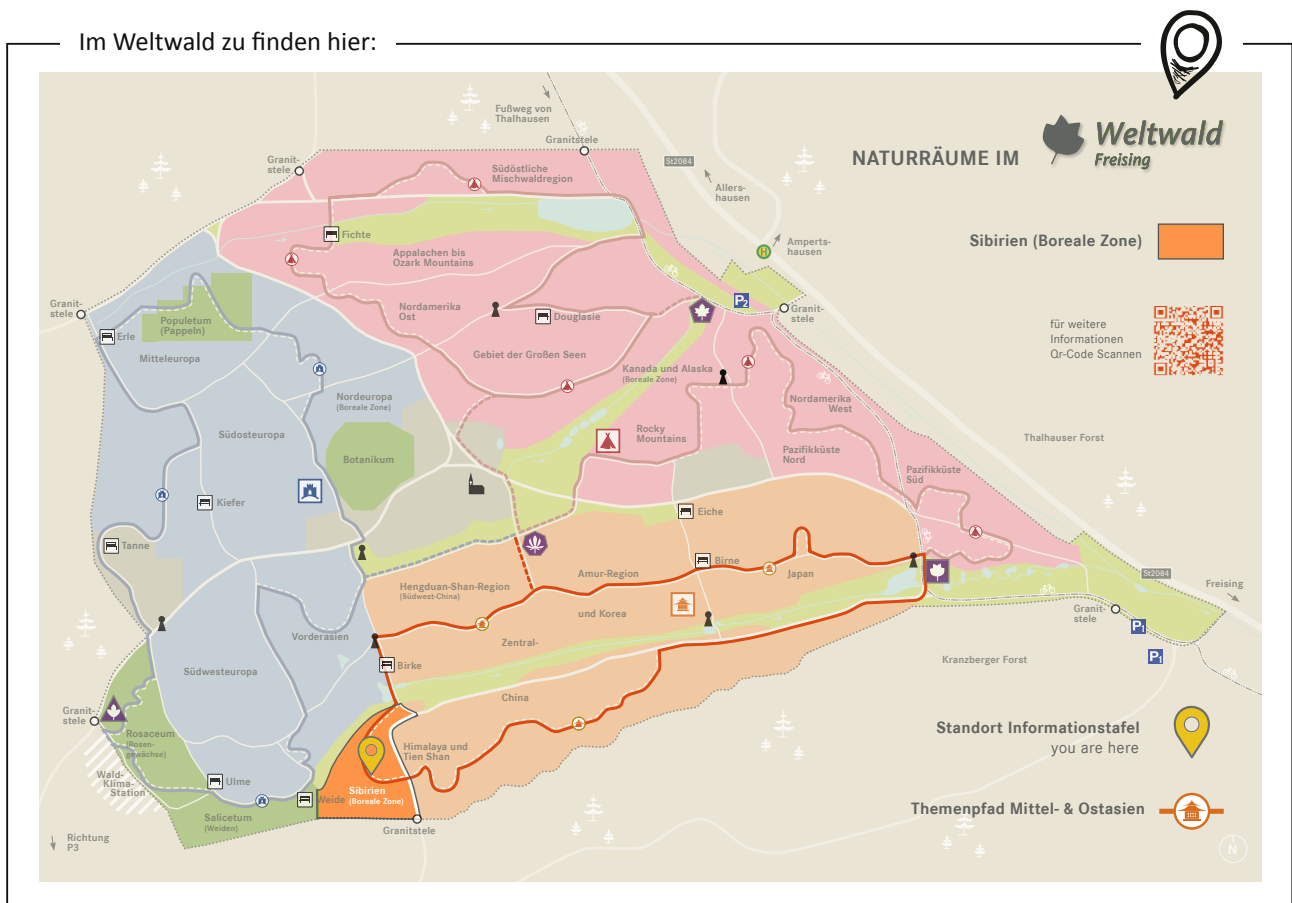 Im Weltwald zu finden hier:
Fußweg von
Thalhausen
Granitstele
Granit-
stele
Südöstliche
Mischwaldregion
St2084
Allers-
hausen
NATURRÄUME IM
Weltwald
Freising
Fichte
Appalachen bis
Ozark Mountains
H
Amperts-
hausen
Sibirien (Boreale Zone)
Granit-
stele
Populetum
(Pappeln)
Erle
Mitteleuropa
Nordamerika
Ost
Douglasie
P2
Granit-
stele
für weitere
Informationen
Qr-Code Scannen
Gebiet der Großen Seen
Kanada und Alaska
(Boreale Zone)
Nordeuropa
(Boreale Zone)
Nordamerika
West
Südosteuropa
Rocky
Mountains
Thalhauser Forst
Botanikum
Pazifikküste
Nord
Pazifikküste
Süd
Kiefer
Eiche
Tanne
Birne
Amur-Region
Japan
Hengduan-Shan-Region
(Südwest-China)
St2084
Freising
und Korea
Granit-
stele
P1
P1
Vorderasien
Zentral-
Birke
Südwesteuropa
Kranzberger Forst
China
Granit-
stele
Rosaceum
(Rosen-
gewächse)
Himalaya und
Tien Shan
Standort Informationstafel
you are here
Wald-
Klima-
Station
Ulme
Weide
Sibirien
(Boreale Zone)
Salicetum
(Weiden)
Granitstele
Themenpfad Mittel- & Ostasien
Richtung
P3
N